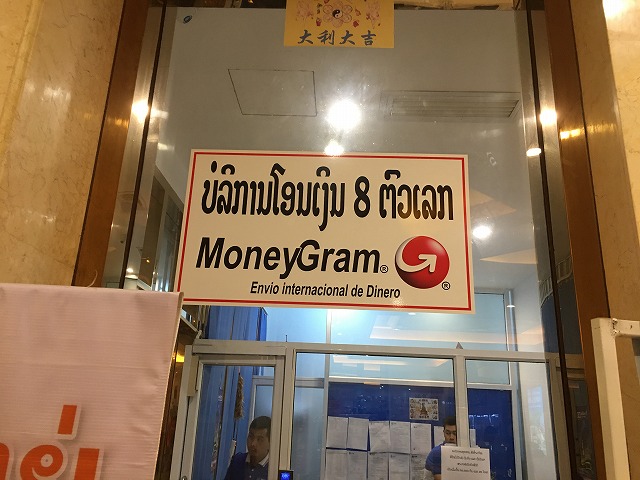 大利大吉
ບໍລິການໂອນເງິນ 8 ຕົວເລກ
MoneyGram®
®
Envío internacional de Dinero